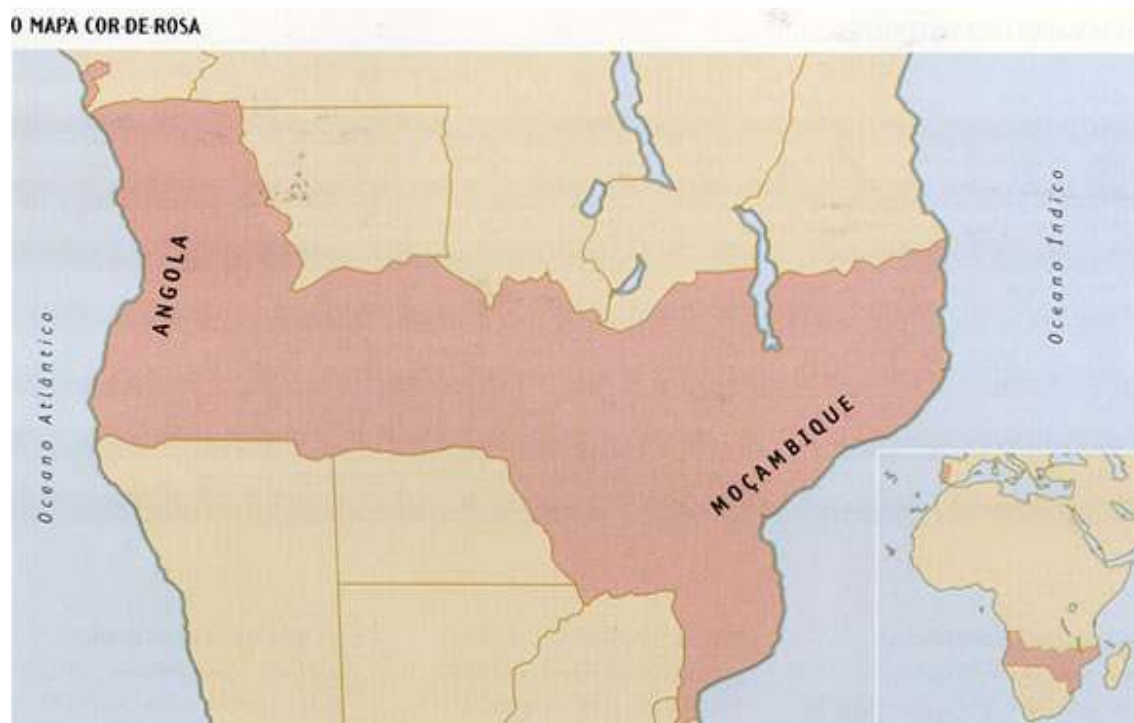 O MAPA COR-DE-ROSA
ANGOLA
MOÇAMBIQUE
Oceano Atlântico
Oceano Índico